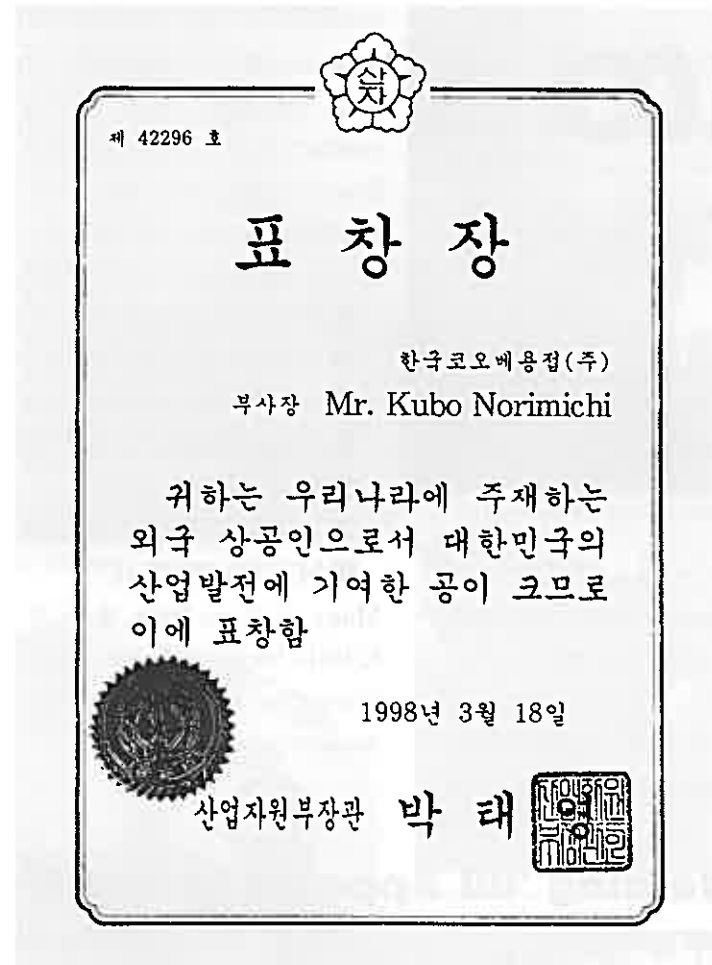 산자
제 42296 호
표 창 장
한국코오베용접(주)
부사장 Mr. Kubo Norimichi
귀하는 우리나라에 주재하는
외국 상공인으로서 대한민국의
산업발전에 기여한 공이 크므로
이에 표창함
1998년 3월 18일
산업자원부장관 박 태 영